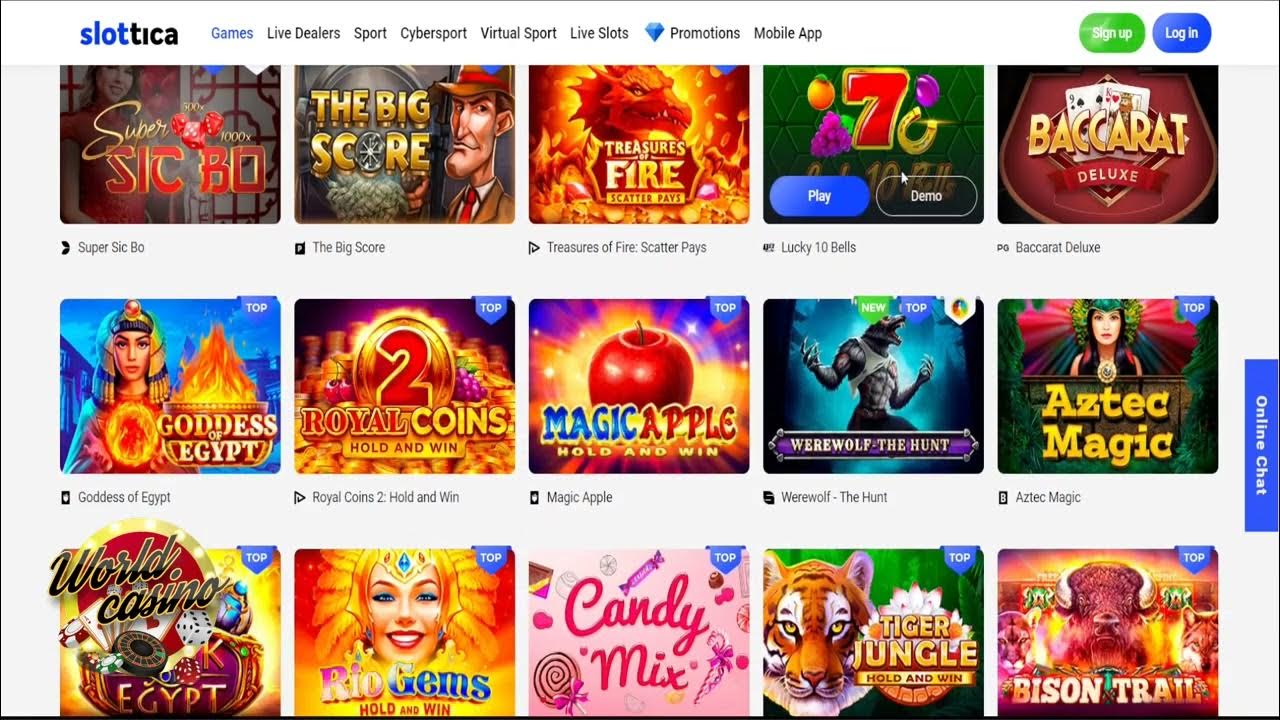 slottica
Games Live Dealers Sport Cybersport Virtual Sport Live Slots Promotions Mobile App
Sign up Log in
Super
500x
1000x
SIC BO
THE BIG
SCORE
TREASURES
OF
FIRE
SCATTER PAYS
7
Play Demo
BACCARAT
DELUXE
Super Sic Bo
The Big Score
Treasures of Fire: Scatter Pays
Lucky 10 Bells
PG Baccarat Deluxe
TOP
GODDESS
OF
EGYPT
TOP
2
ROYAL COINS
HOLD AND WIN
TOP
MAGIC APPLE
HOLD AND WIN
NEW TOP
WEREWOLF-THE HUNT
TOP
Aztec
Magic
Online Chat
Goddess of Egypt
Royal Coins 2: Hold and Win
Magic Apple
Werewolf - The Hunt
Aztec Magic
World
casino
TOP
EGYPT
TOP
Rio Gems
HOLD AND WIN
TOP
Candy
Mix
TOP
TIGER
JUNGLE
HOLD AND WIN
TOP
BISON TRAIL